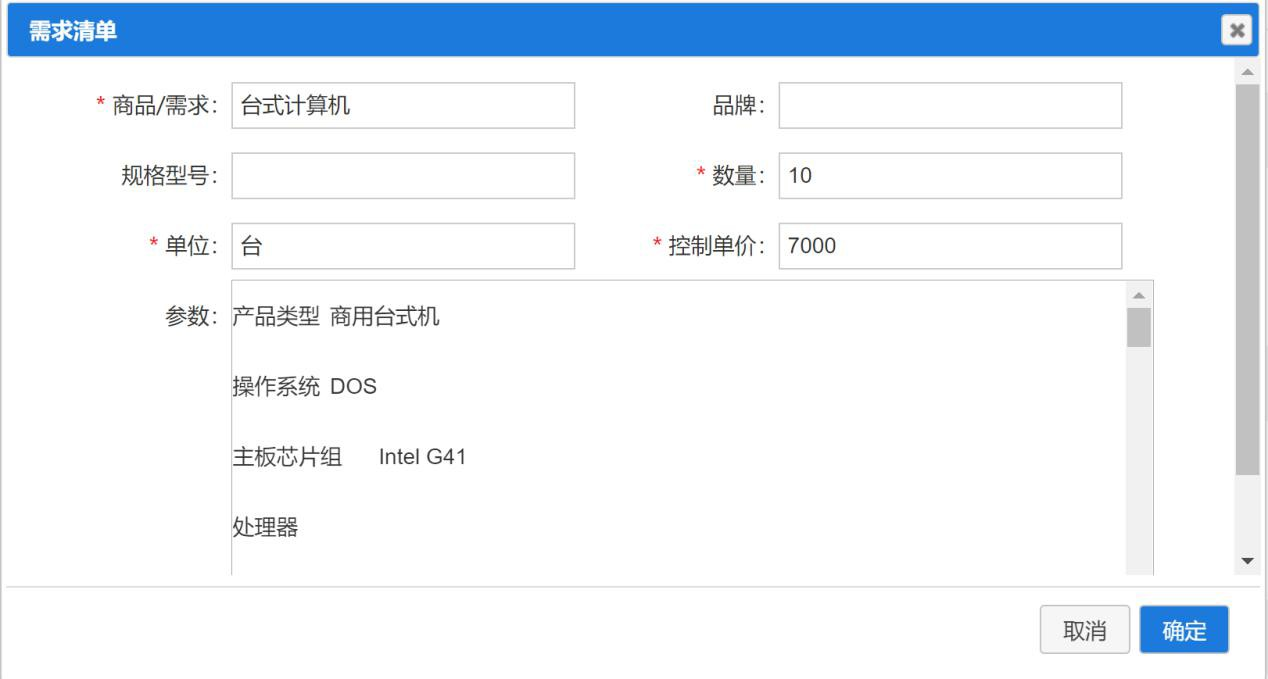 需求清单
* 商品/需求： 台式计算机 品牌：
规格型号： * 数量： 10
* 单位： 台 * 控制单价： 7000
参数： 产品类型 商用台式机
操作系统 DOS
主板芯片组 Intel G41
处理器
取消 确定